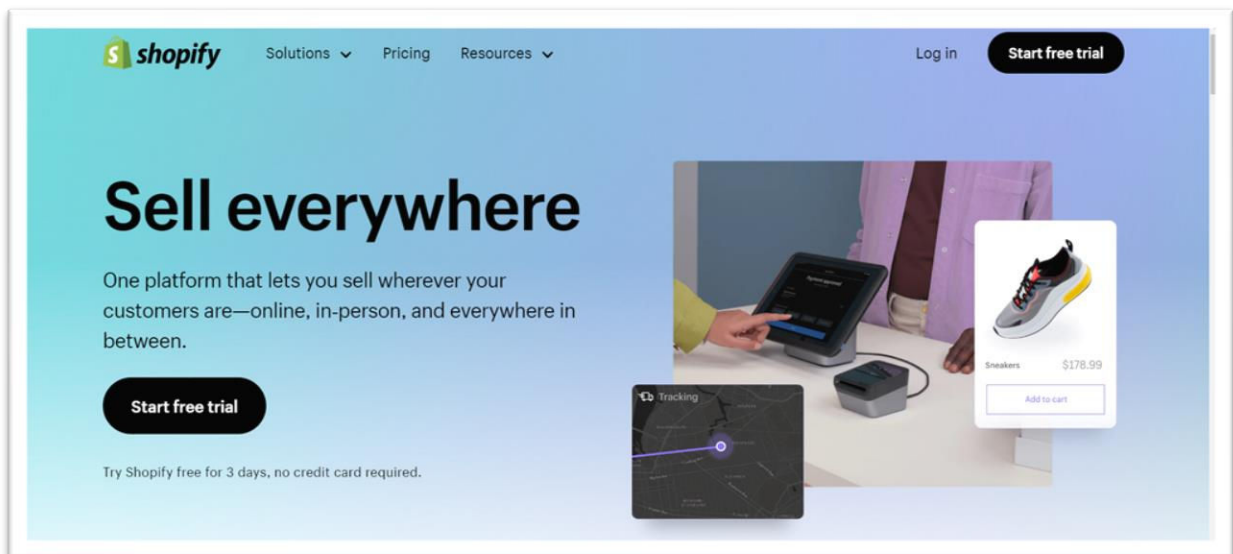 shopify
Solutions
Pricing
Resources
Log in
Start free trial
Sell everywhere
One platform that lets you sell wherever your
customers are—online, in-person, and everywhere in
between.
Start free trial
Try Shopify free for 3 days, no credit card required.
Payment approved
Sneakers
$178.99
Add to cart
Tracking